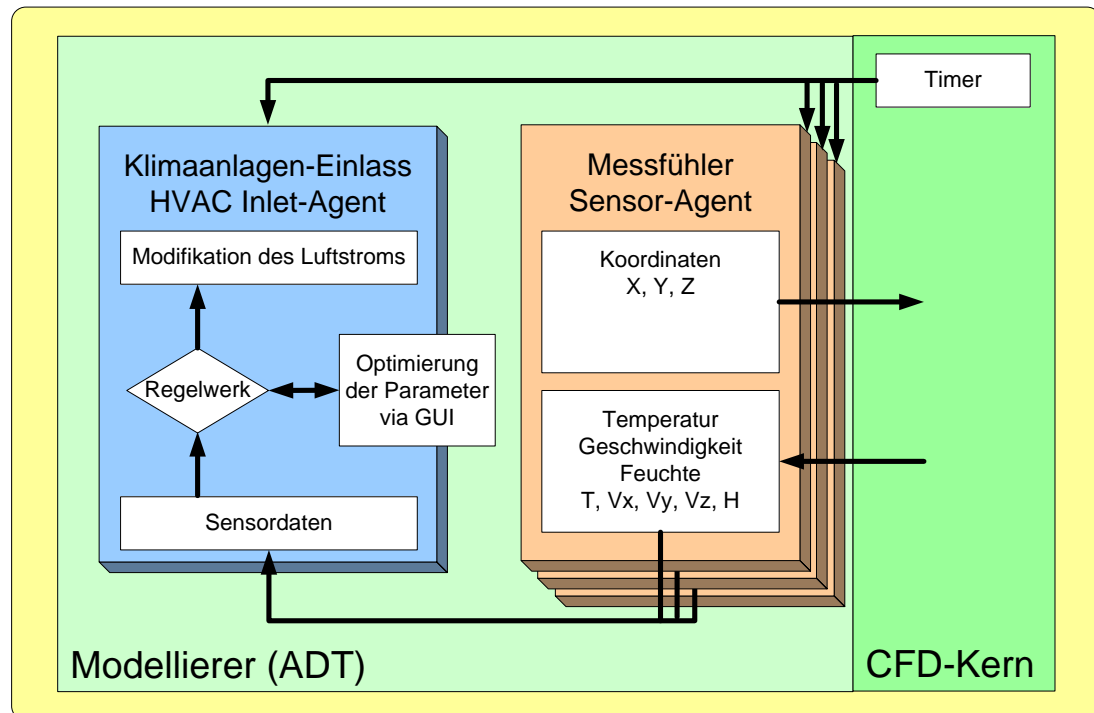 Timer
Klimaanlagen-Einlass
HVAC Inlet-Agent
Modifikation des Luftstroms
Regelwerk
Optimierung
der Parameter
via GUI
Sensordaten
Messfühler
Sensor-Agent
Koordinaten
X, Y, Z
Temperatur
Geschwindigkeit
Feuchte
T, Vx, Vy, Vz, H
Modellierer (ADT)
CFD-Kern